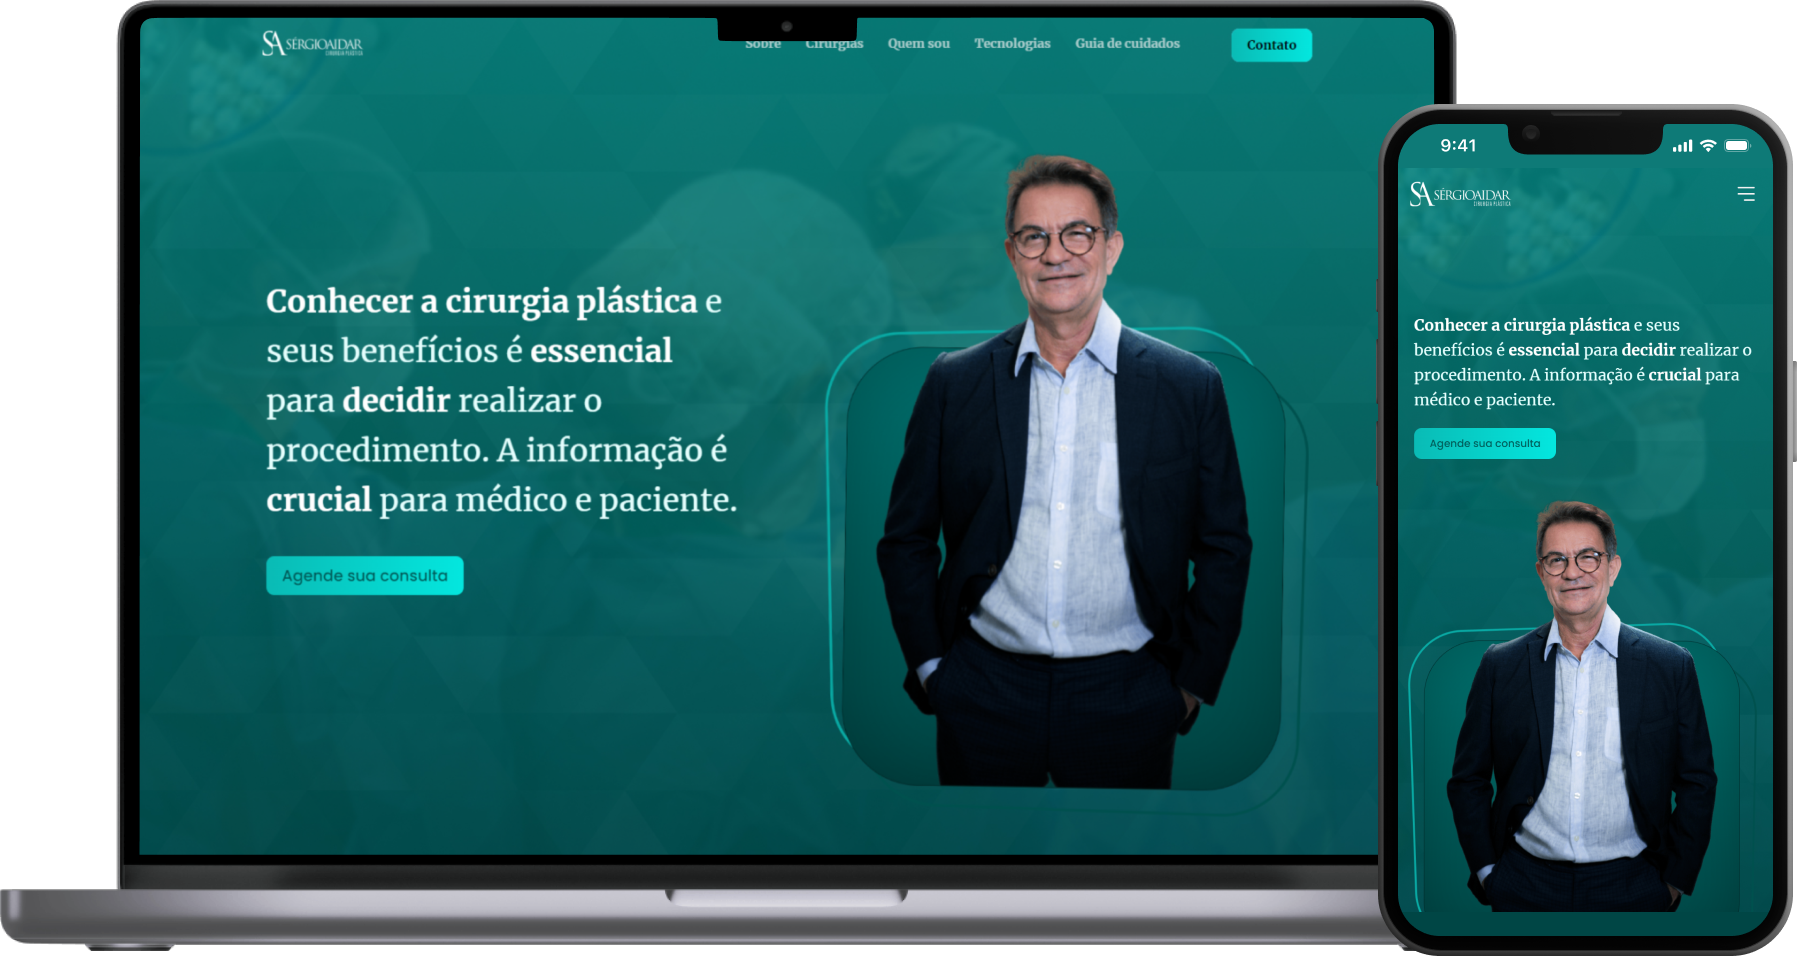 SA SÉRGIOAIDAR
CIRURGIA PLÁSTICA
Sobre Cirurgias Quem sou Tecnologias Guia de cuidados Contato
Conhecer a cirurgia plástica e
seus benefícios é essencial
para decidir realizar o
procedimento. A informação é
crucial para médico e paciente.
Agende sua consulta
9:41
SA SÉRGIOAIDAR
CIRURGIA PLÁSTICA
Conhecer a cirurgia plástica e seus
benefícios é essencial para decidir realizar o
procedimento. A informação é crucial para
médico e paciente.
Agende sua consulta